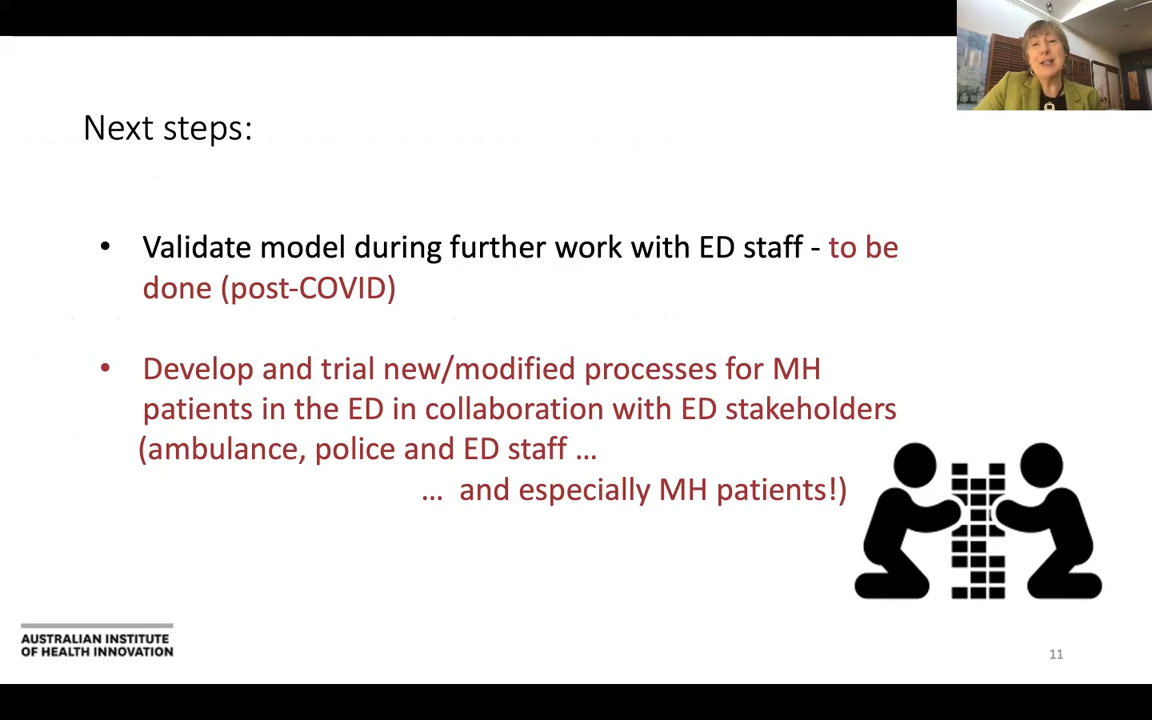 Next steps:
• Validate model during further work with ED staff - to be
done (post-COVID)
• Develop and trial new/modified processes for MH
patients in the ED in collaboration with ED stakeholders
(ambulance, police and ED staff …
… and especially MH patients!)
AUSTRALIAN INSTITUTE
OF HEALTH INNOVATION
11